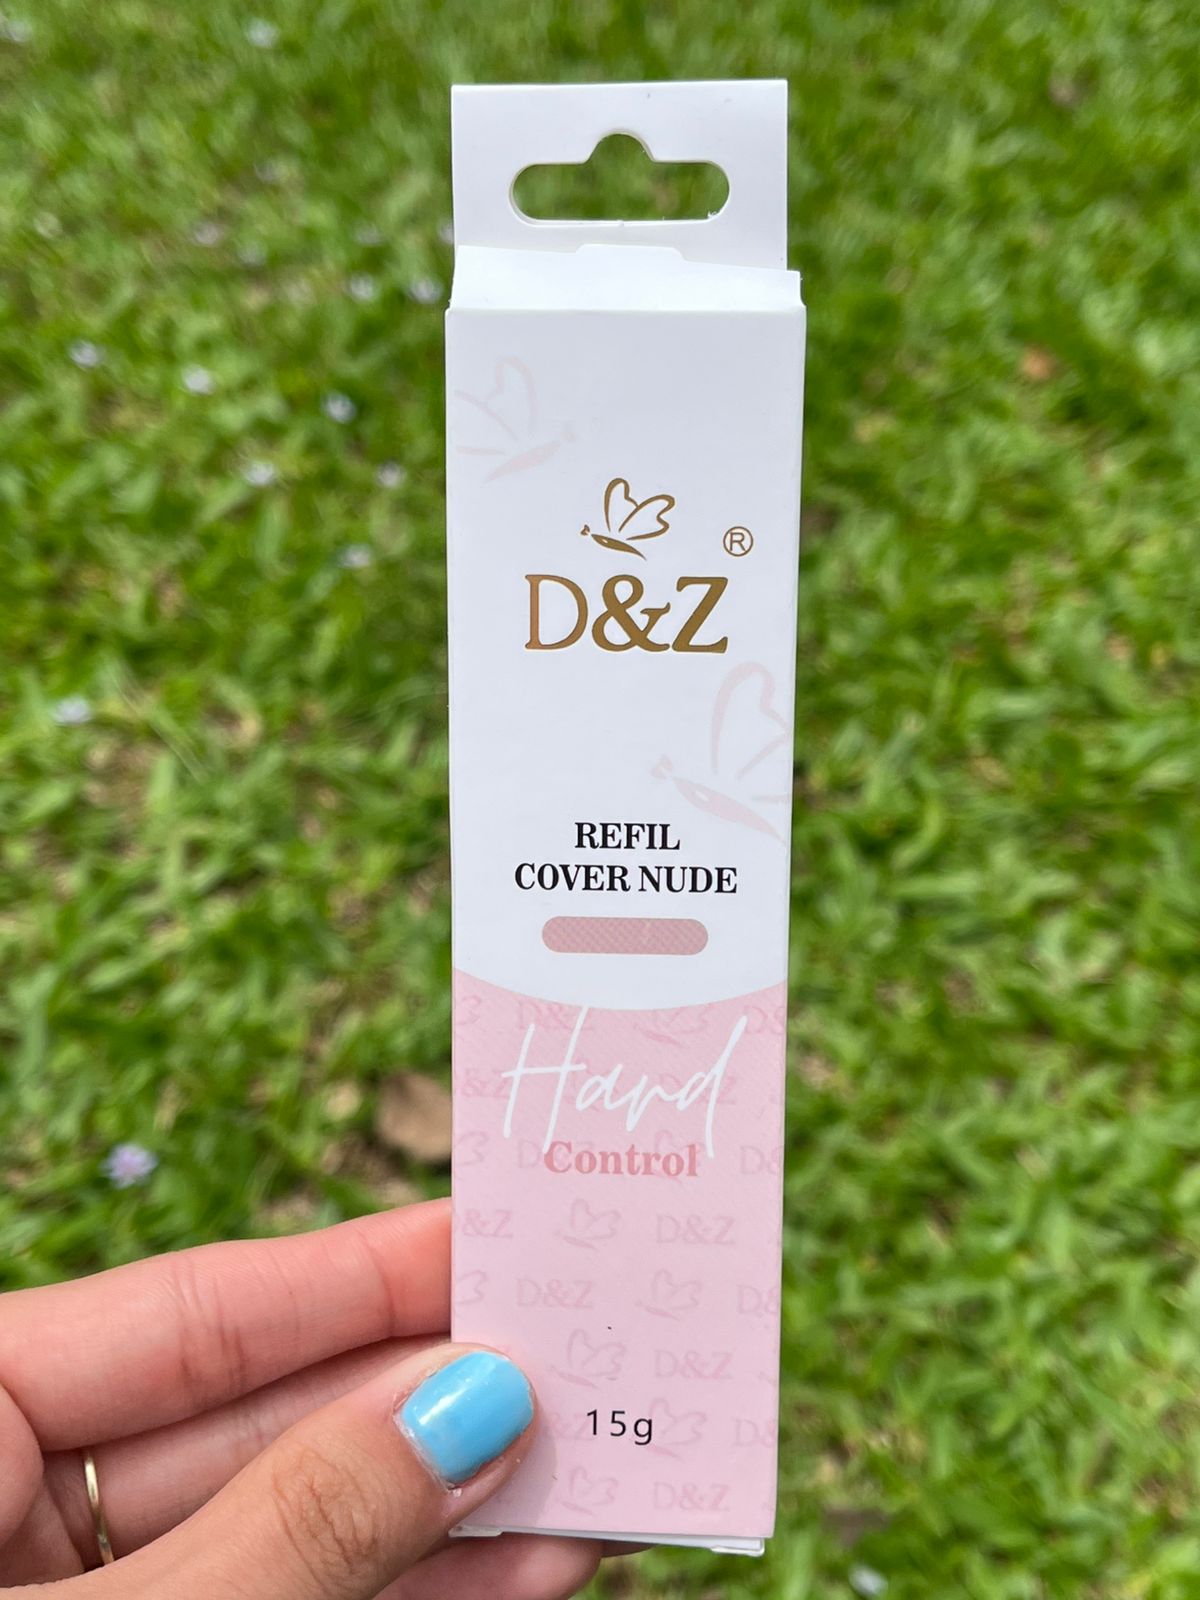 D&Z ®
REFIL
COVER NUDE
Hard
Control
15g